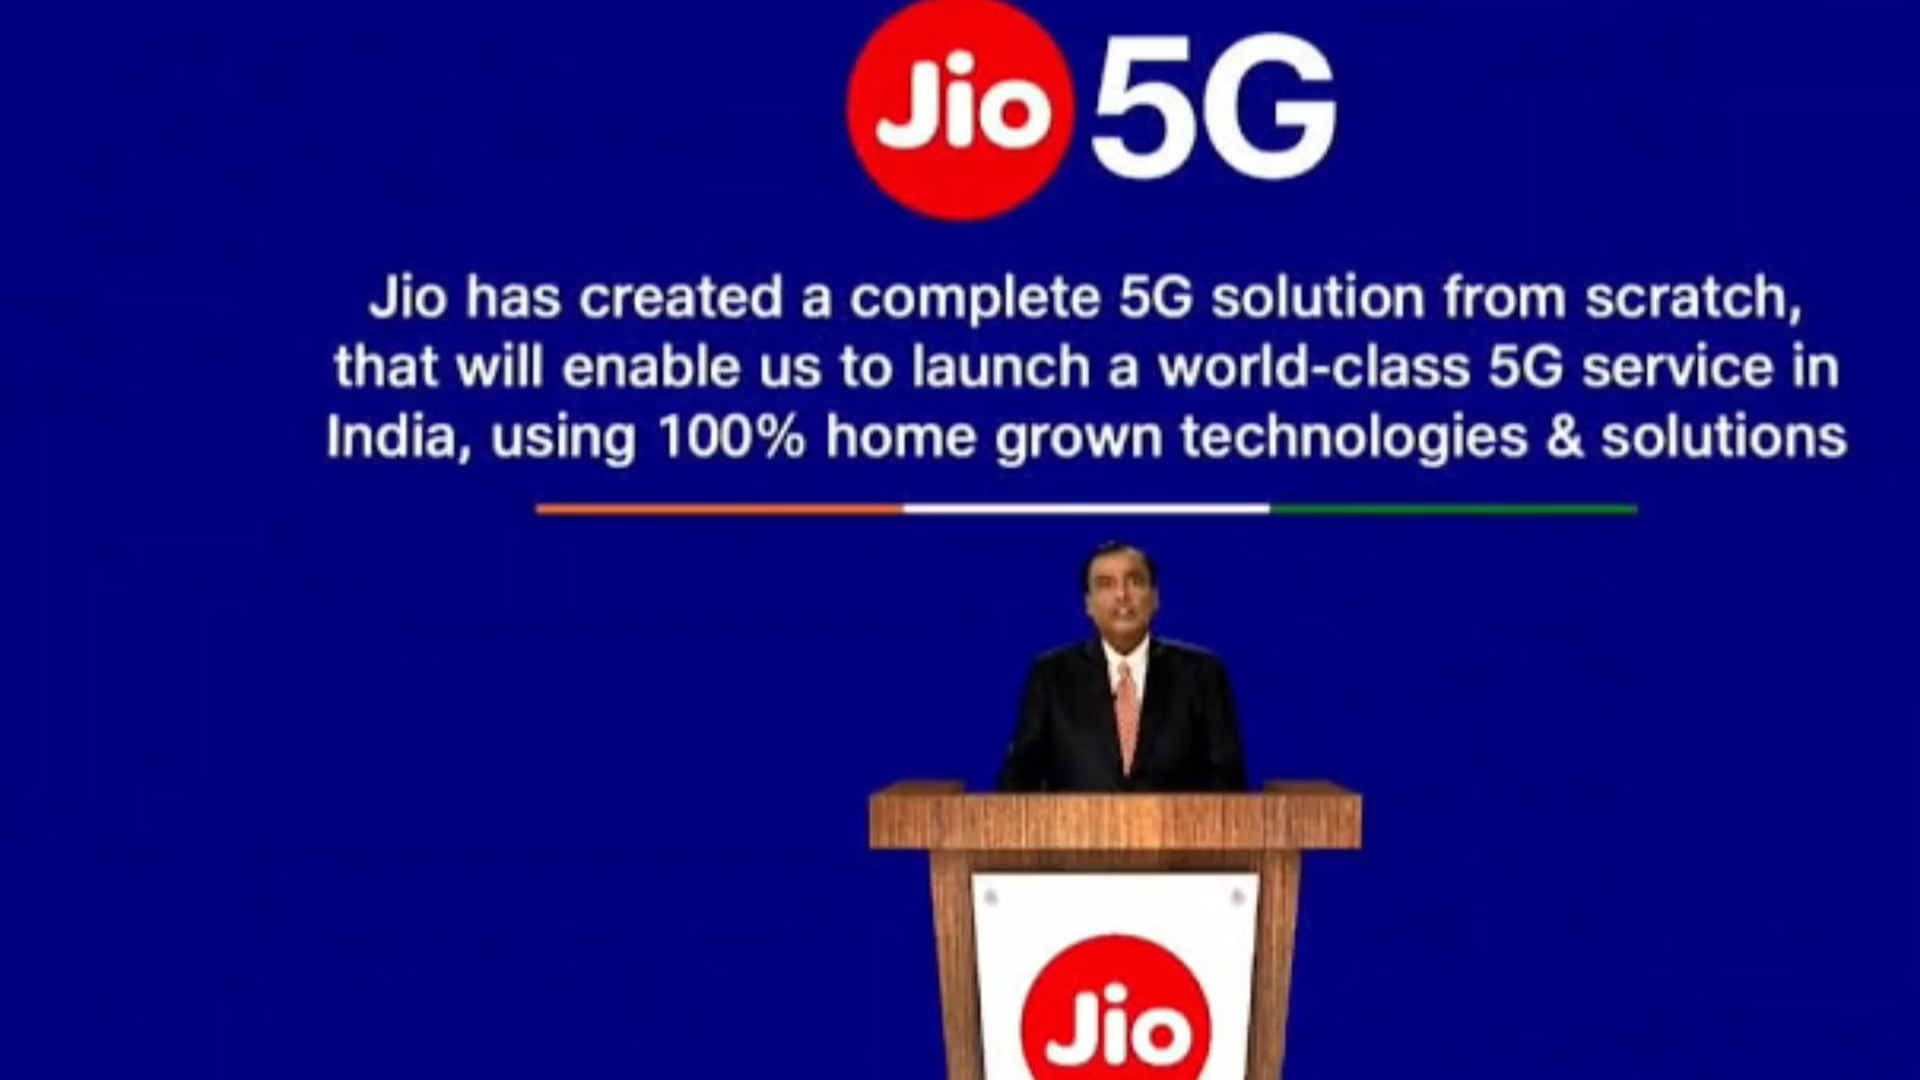 Jio 5G
Jio has created a complete 5G solution from scratch,
that will enable us to launch a world-class 5G service in
India, using 100% home grown technologies & solutions
Jio